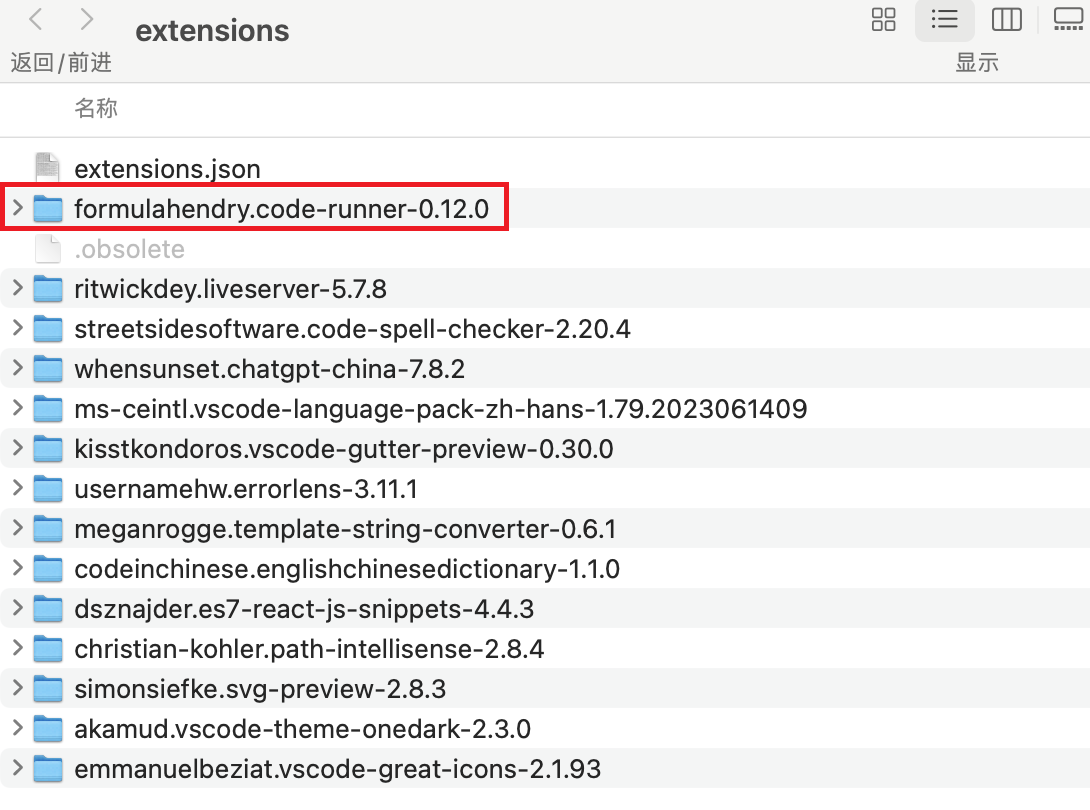 extensions
返回/前进
显示
名称
extensions.json
formulahendry.code-runner-0.12.0
.obsolete
ritwickdey.liveserver-5.7.8
streetsidesoftware.code-spell-checker-2.20.4
whensunset.chatgpt-china-7.8.2
ms-ceintl.vscode-language-pack-zh-hans-1.79.2023061409
kisstkondoros.vscode-gutter-preview-0.30.0
usernamehw.errorlens-3.11.1
meganrogge.template-string-converter-0.6.1
codeinchinese.englishchinesedictionary-1.1.0
dsznajder.es7-react-js-snippets-4.4.3
christian-kohler.path-intellisense-2.8.4
simonsiefke.svg-preview-2.8.3
akamud.vscode-theme-onedark-2.3.0
emmanuelbeziat.vscode-great-icons-2.1.93